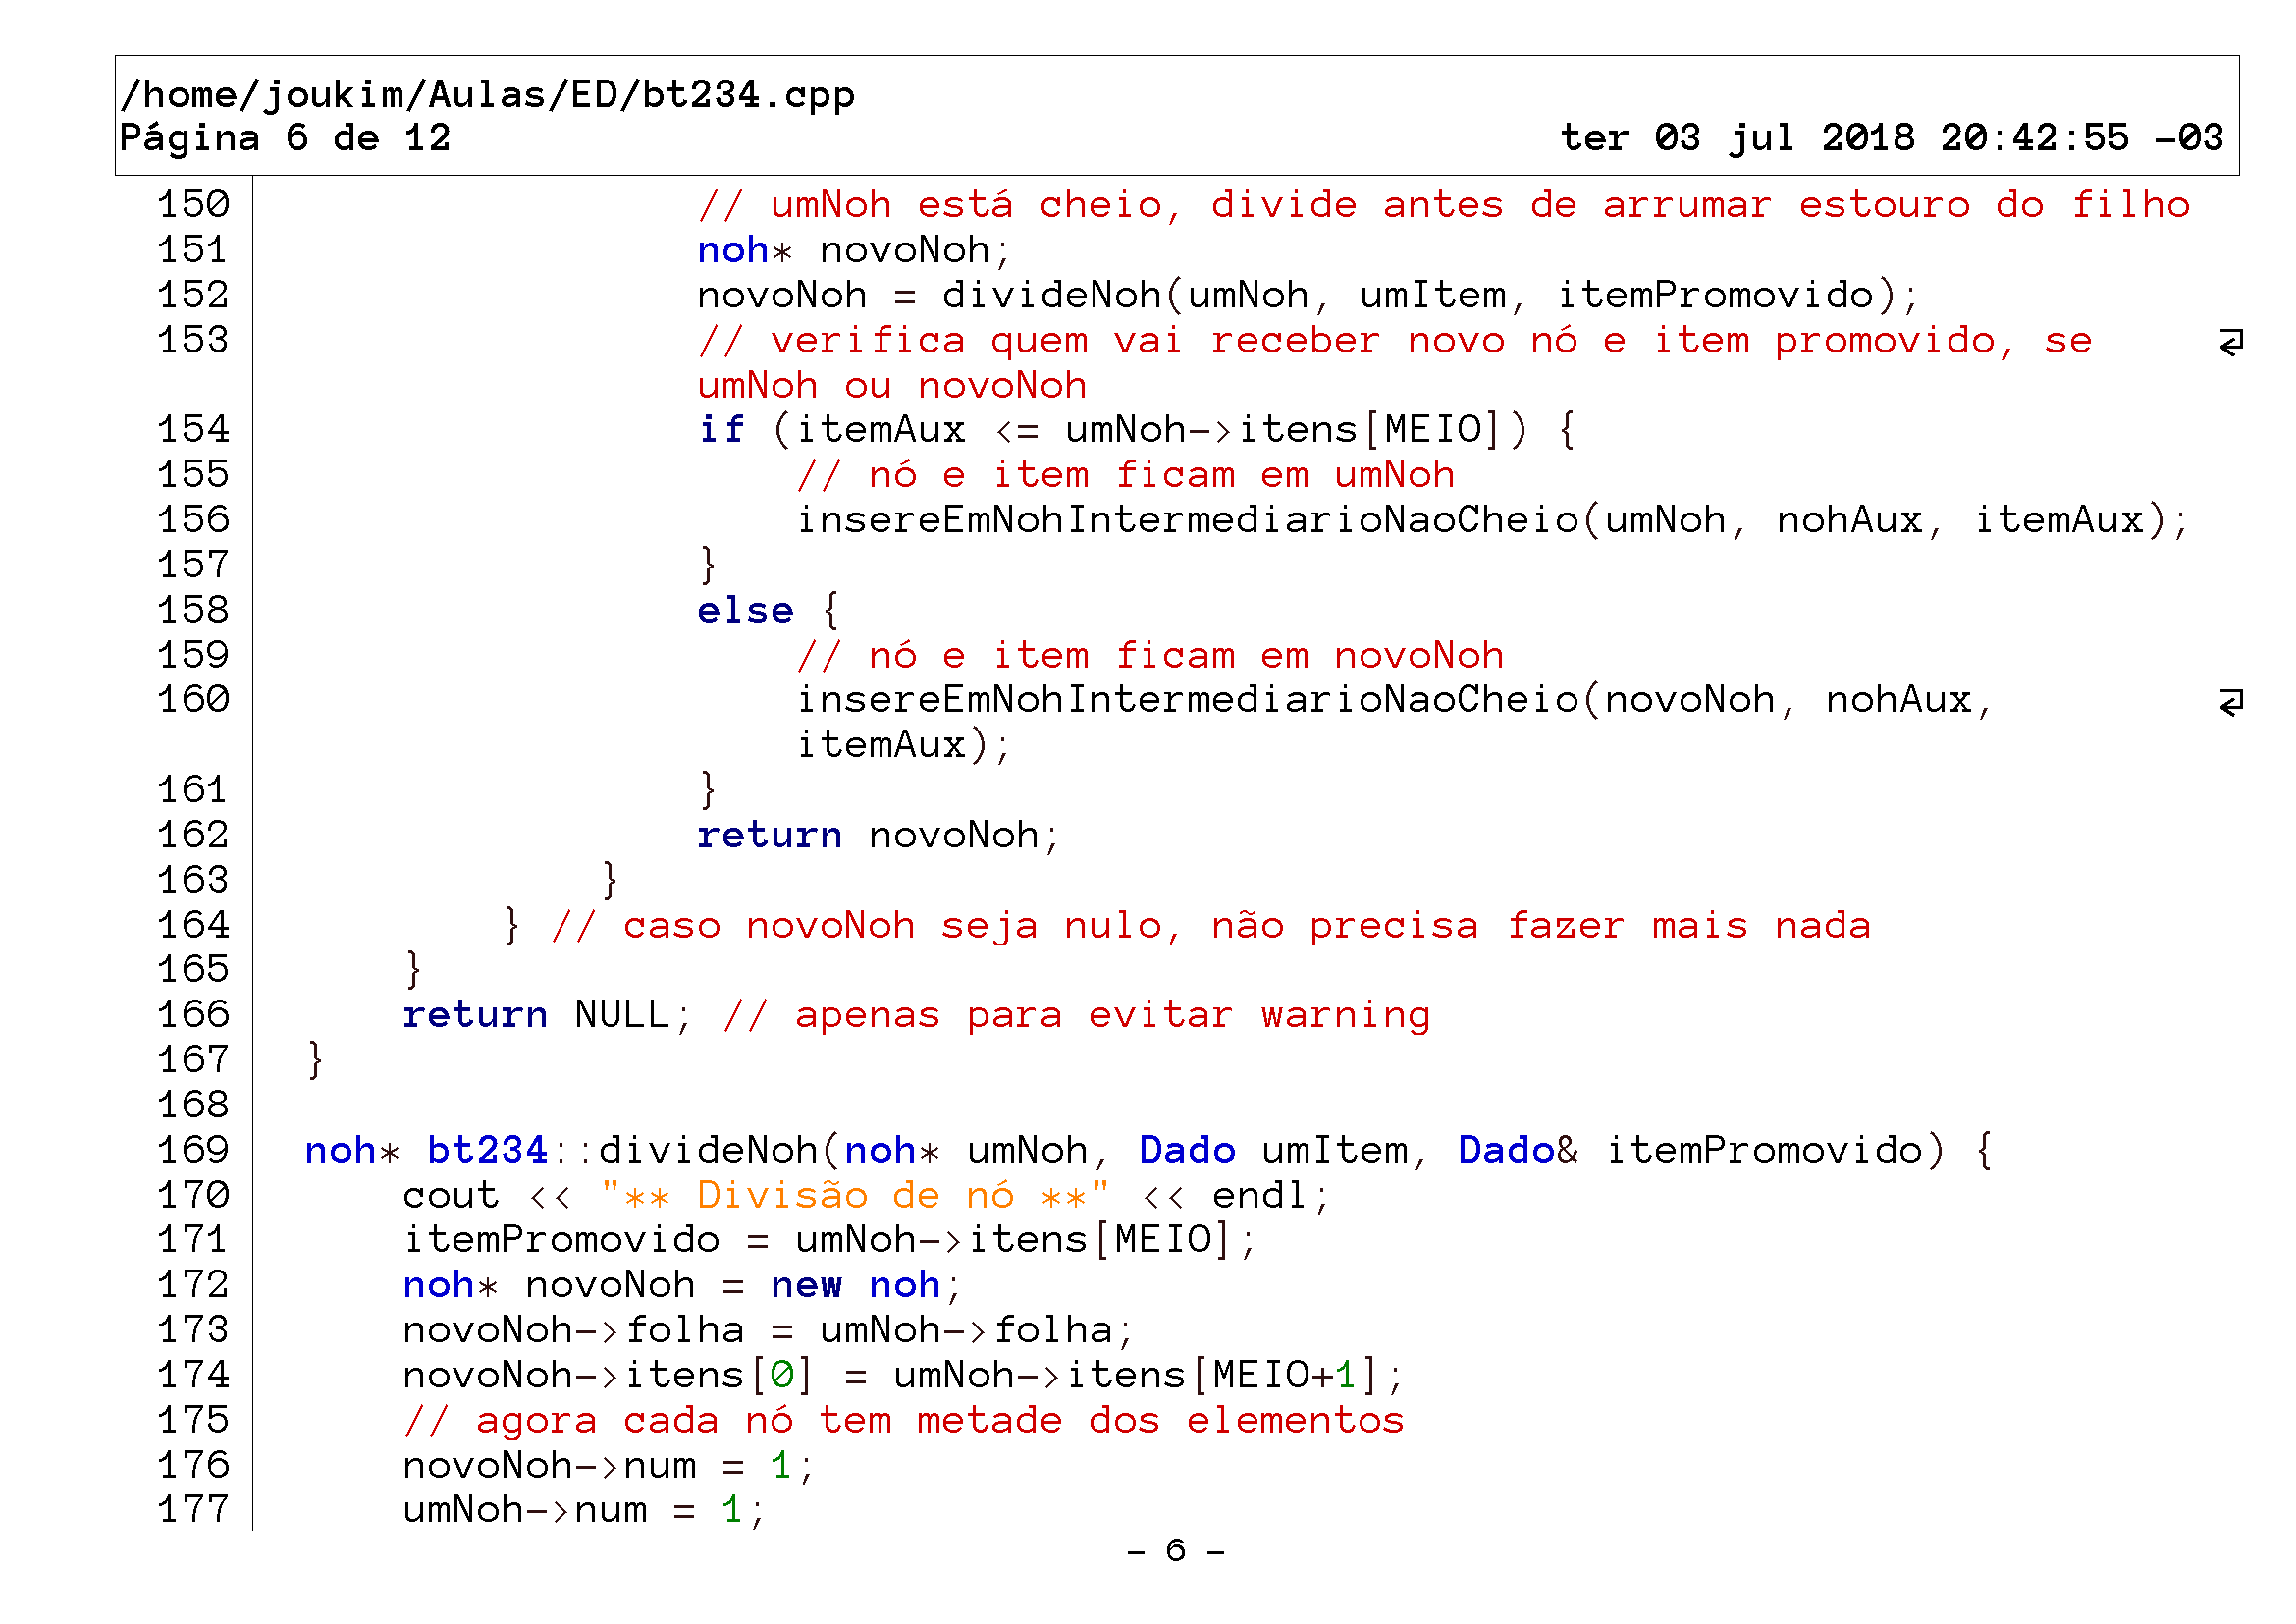 /home/joukim/Aulas/ED/bt234.cpp
Página 6 de 12 ter 03 jul 2018 20:42:55 -03
150 // umNoh está cheio, divide antes de arrumar estouro do filho
151 noh* novoNoh;
152 novoNoh = divideNoh(umNoh, umItem, itemPromovido);
153 // verifica quem vai receber novo nó e item promovido, se
umNoh ou novoNoh
154 if (itemAux <= umNoh->itens[MEIO]) {
155 // nó e item ficam em umNoh
156 insereEmNohIntermediarioNaoCheio(umNoh, nohAux, itemAux);
157 }
158 else {
159 // nó e item ficam em novoNoh
160 insereEmNohIntermediarioNaoCheio(novoNoh, nohAux,
itemAux);
161 }
162 return novoNoh;
163 }
164 } // caso novoNoh seja nulo, não precisa fazer mais nada
165 }
166 return NULL; // apenas para evitar warning
167 }
168
169 noh* bt234::divideNoh(noh* umNoh, Dado umItem, Dado& itemPromovido) {
170 cout << "** Divisão de nó **" << endl;
171 itemPromovido = umNoh->itens[MEIO];
172 noh* novoNoh = new noh;
173 novoNoh->folha = umNoh->folha;
174 novoNoh->itens[0] = umNoh->itens[MEIO+1];
175 // agora cada nó tem metade dos elementos
176 novoNoh->num = 1;
177 umNoh->num = 1;
- 6 -